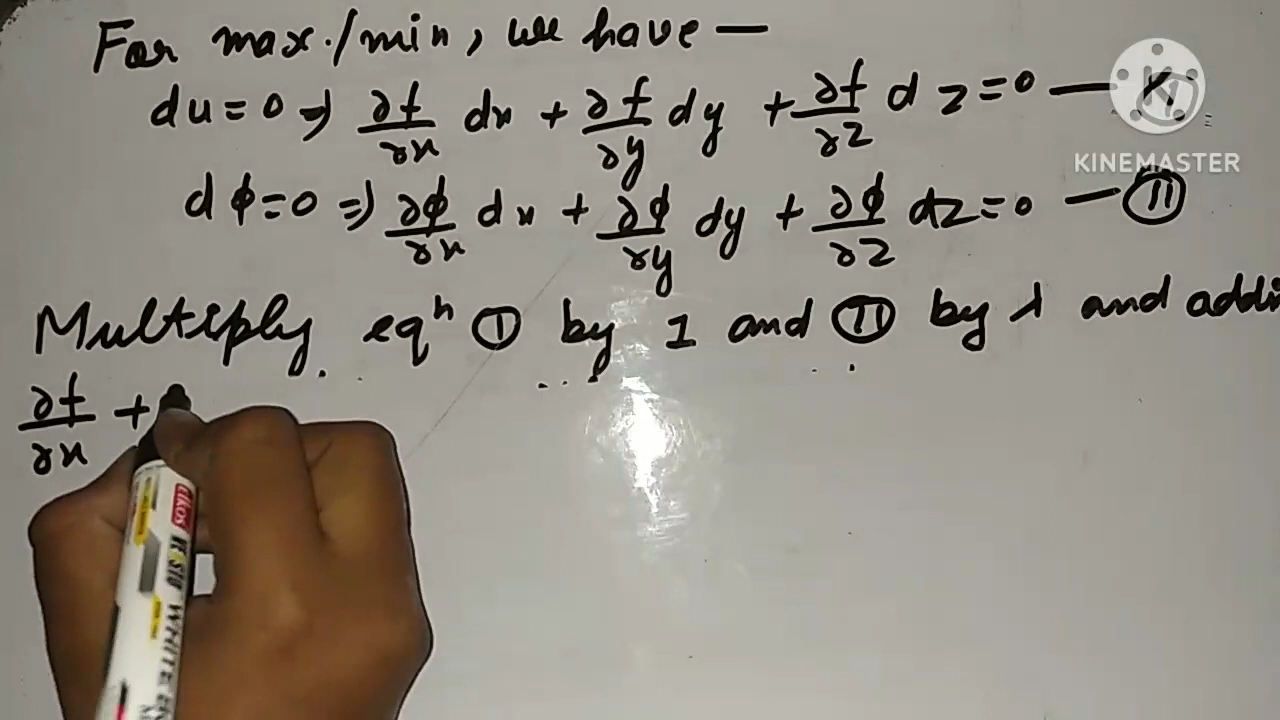 For max./min, we have —
du=0 ⇒ ∂f/∂x dx + ∂f/∂y dy + ∂f/∂z dz=0 — Ⓘ
KINEMASTER
dϕ=0 ⇒ ∂ϕ/∂x dx + ∂ϕ/∂y dy + ∂ϕ/∂z dz=0 — Ⓘⓘ
Multiply eqⁿ Ⓘ by 1 and Ⓘⓘ by λ and addi
∂f/∂x +